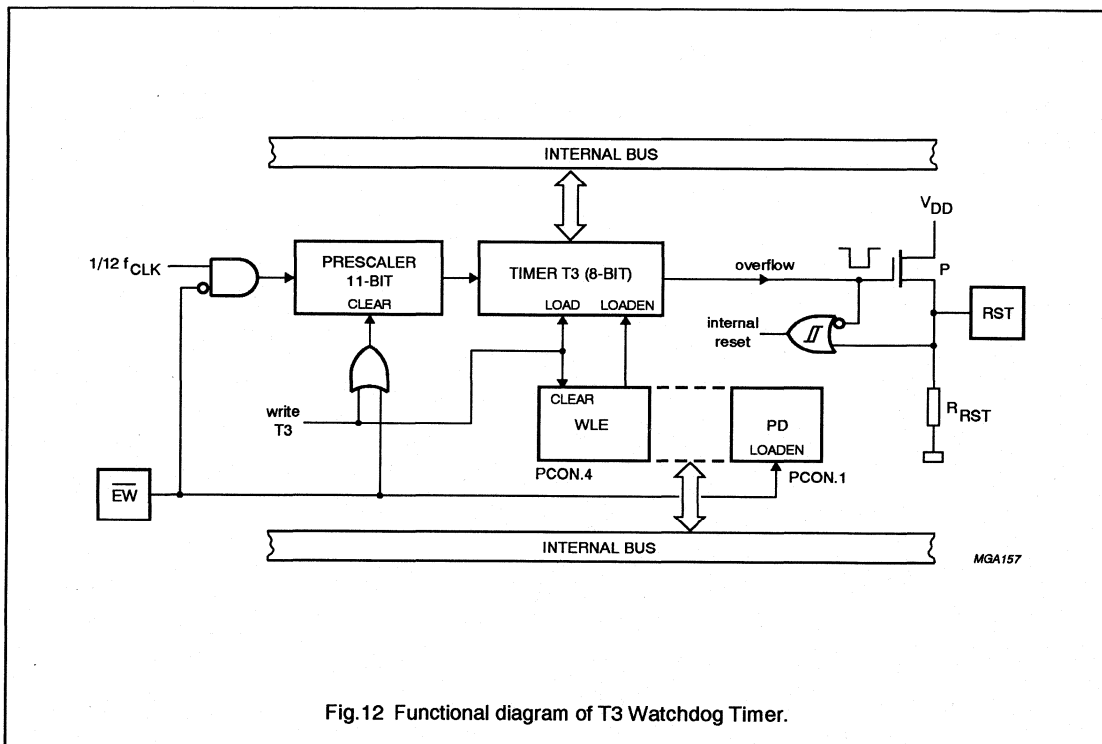 INTERNAL BUS
VDD
1/12 fCLK
PRESCALER
11-BIT
CLEAR
TIMER T3 (8-BIT)
LOAD LOADEN
overflow
P
RST
internal
reset
write
T3
CLEAR
WLE
PD
LOADEN
RRST
PCON.4
PCON.1
EW
INTERNAL BUS
MGA157
Fig.12 Functional diagram of T3 Watchdog Timer.